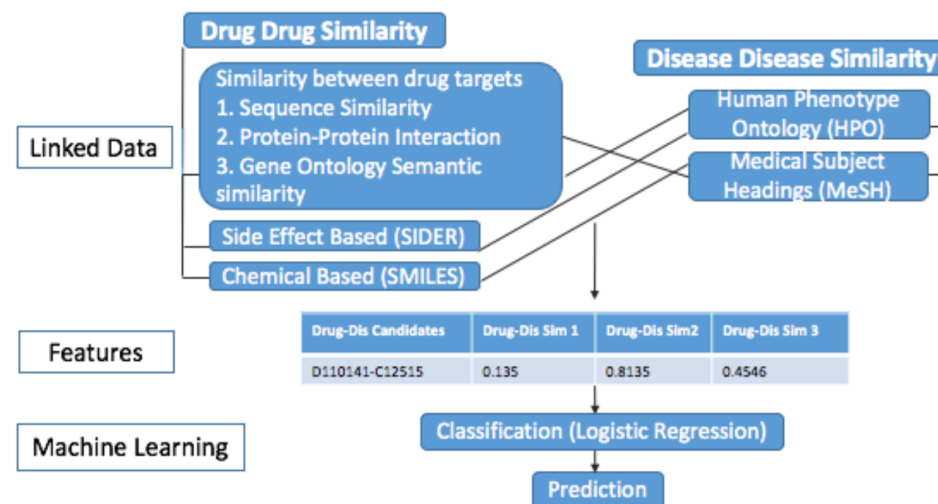 Drug Drug Similarity
Disease Disease Similarity
Linked Data
Similarity between drug targets
1. Sequence Similarity
2. Protein-Protein Interaction
3. Gene Ontology Semantic
similarity
Side Effect Based (SIDER)
Chemical Based (SMILES)
Human Phenotype
Ontology (HPO)
Medical Subject
Headings (MeSH)
Features
Drug-Dis Candidates Drug-Dis Sim 1 Drug-Dis Sim2 Drug-Dis Sim 3
D110141-C12515 0.135 0.8135 0.4546
Machine Learning
Classification (Logistic Regression)
Prediction